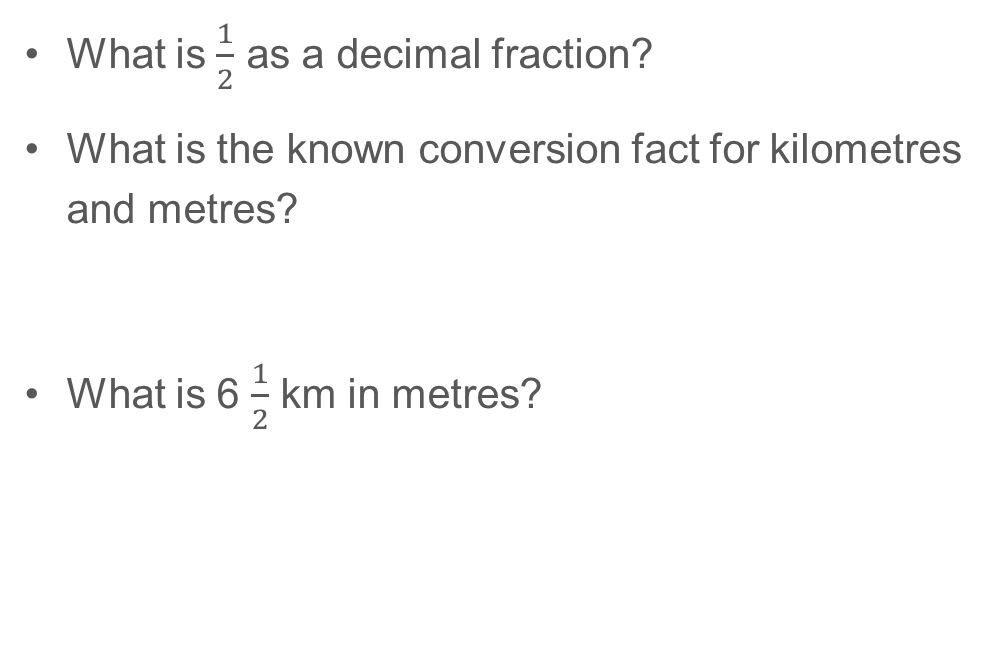 • What is 1/2 as a decimal fraction?
• What is the known conversion fact for kilometres
and metres?
• What is 6 1/2 km in metres?